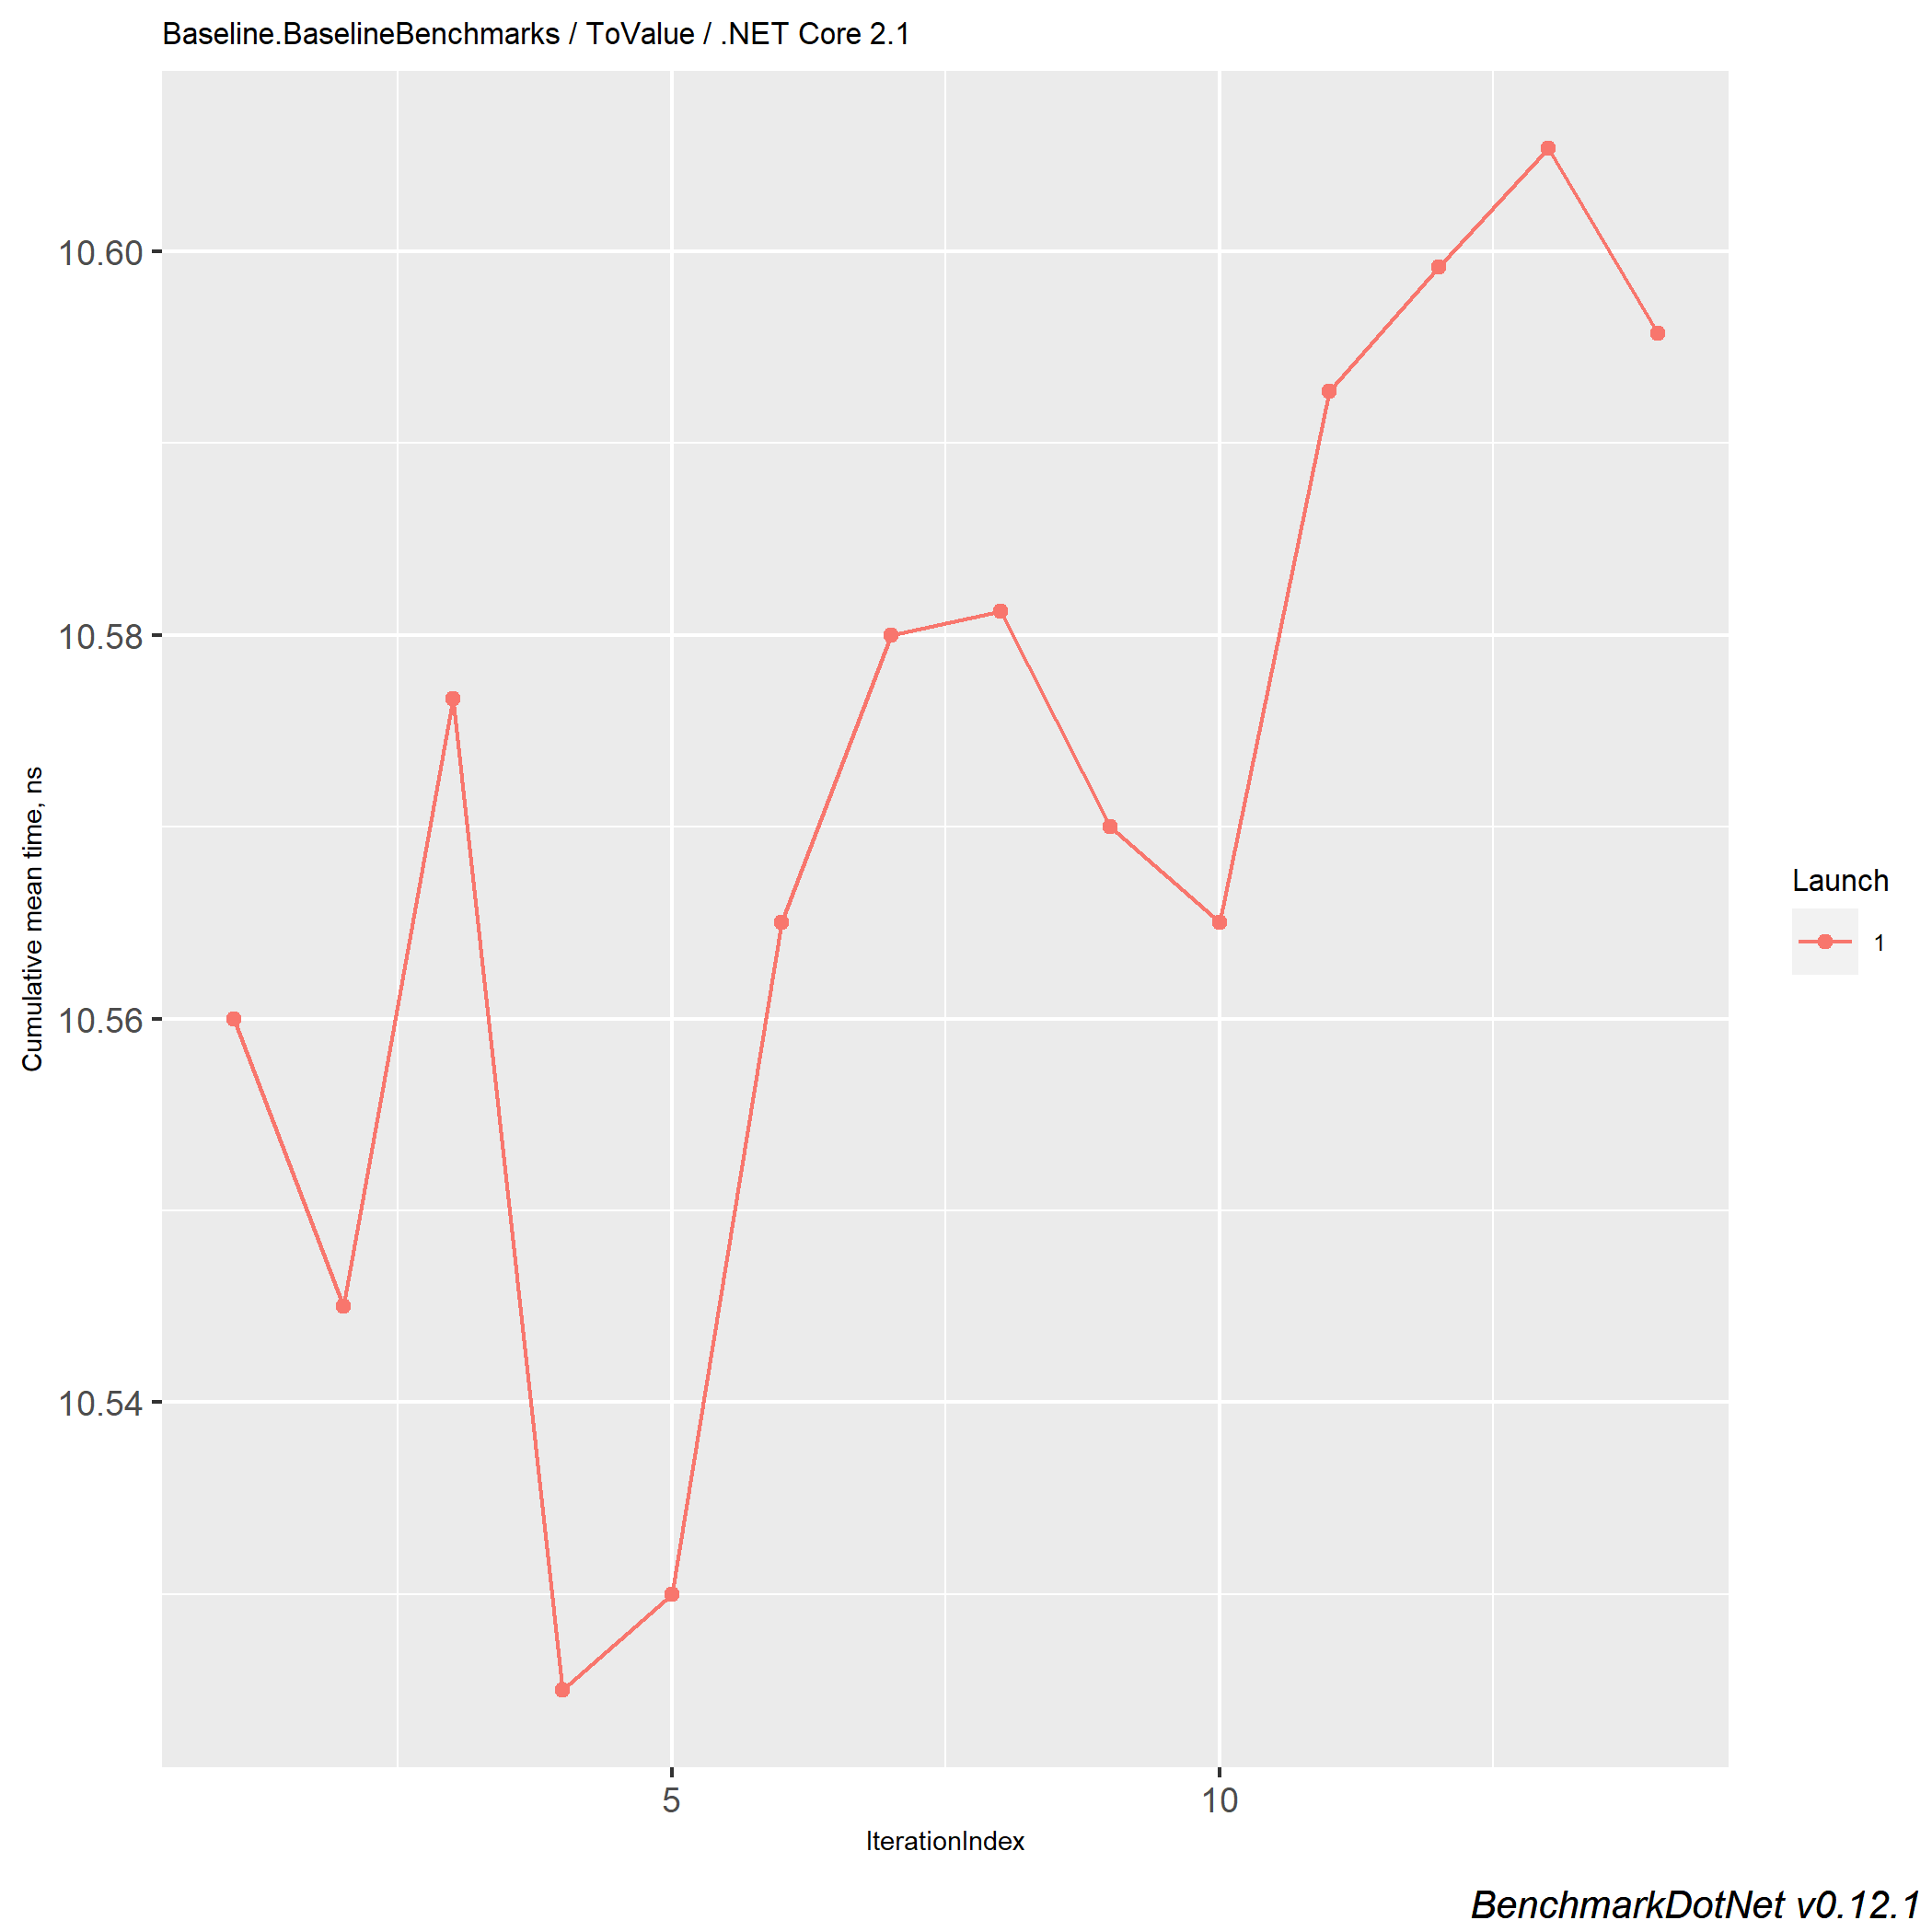 Baseline.BaselineBenchmarks / ToValue / .NET Core 2.1
10.60
10.58
10.56
10.54
Cumulative mean time, ns
5
10
IterationIndex
Launch
1
BenchmarkDotNet v0.12.1